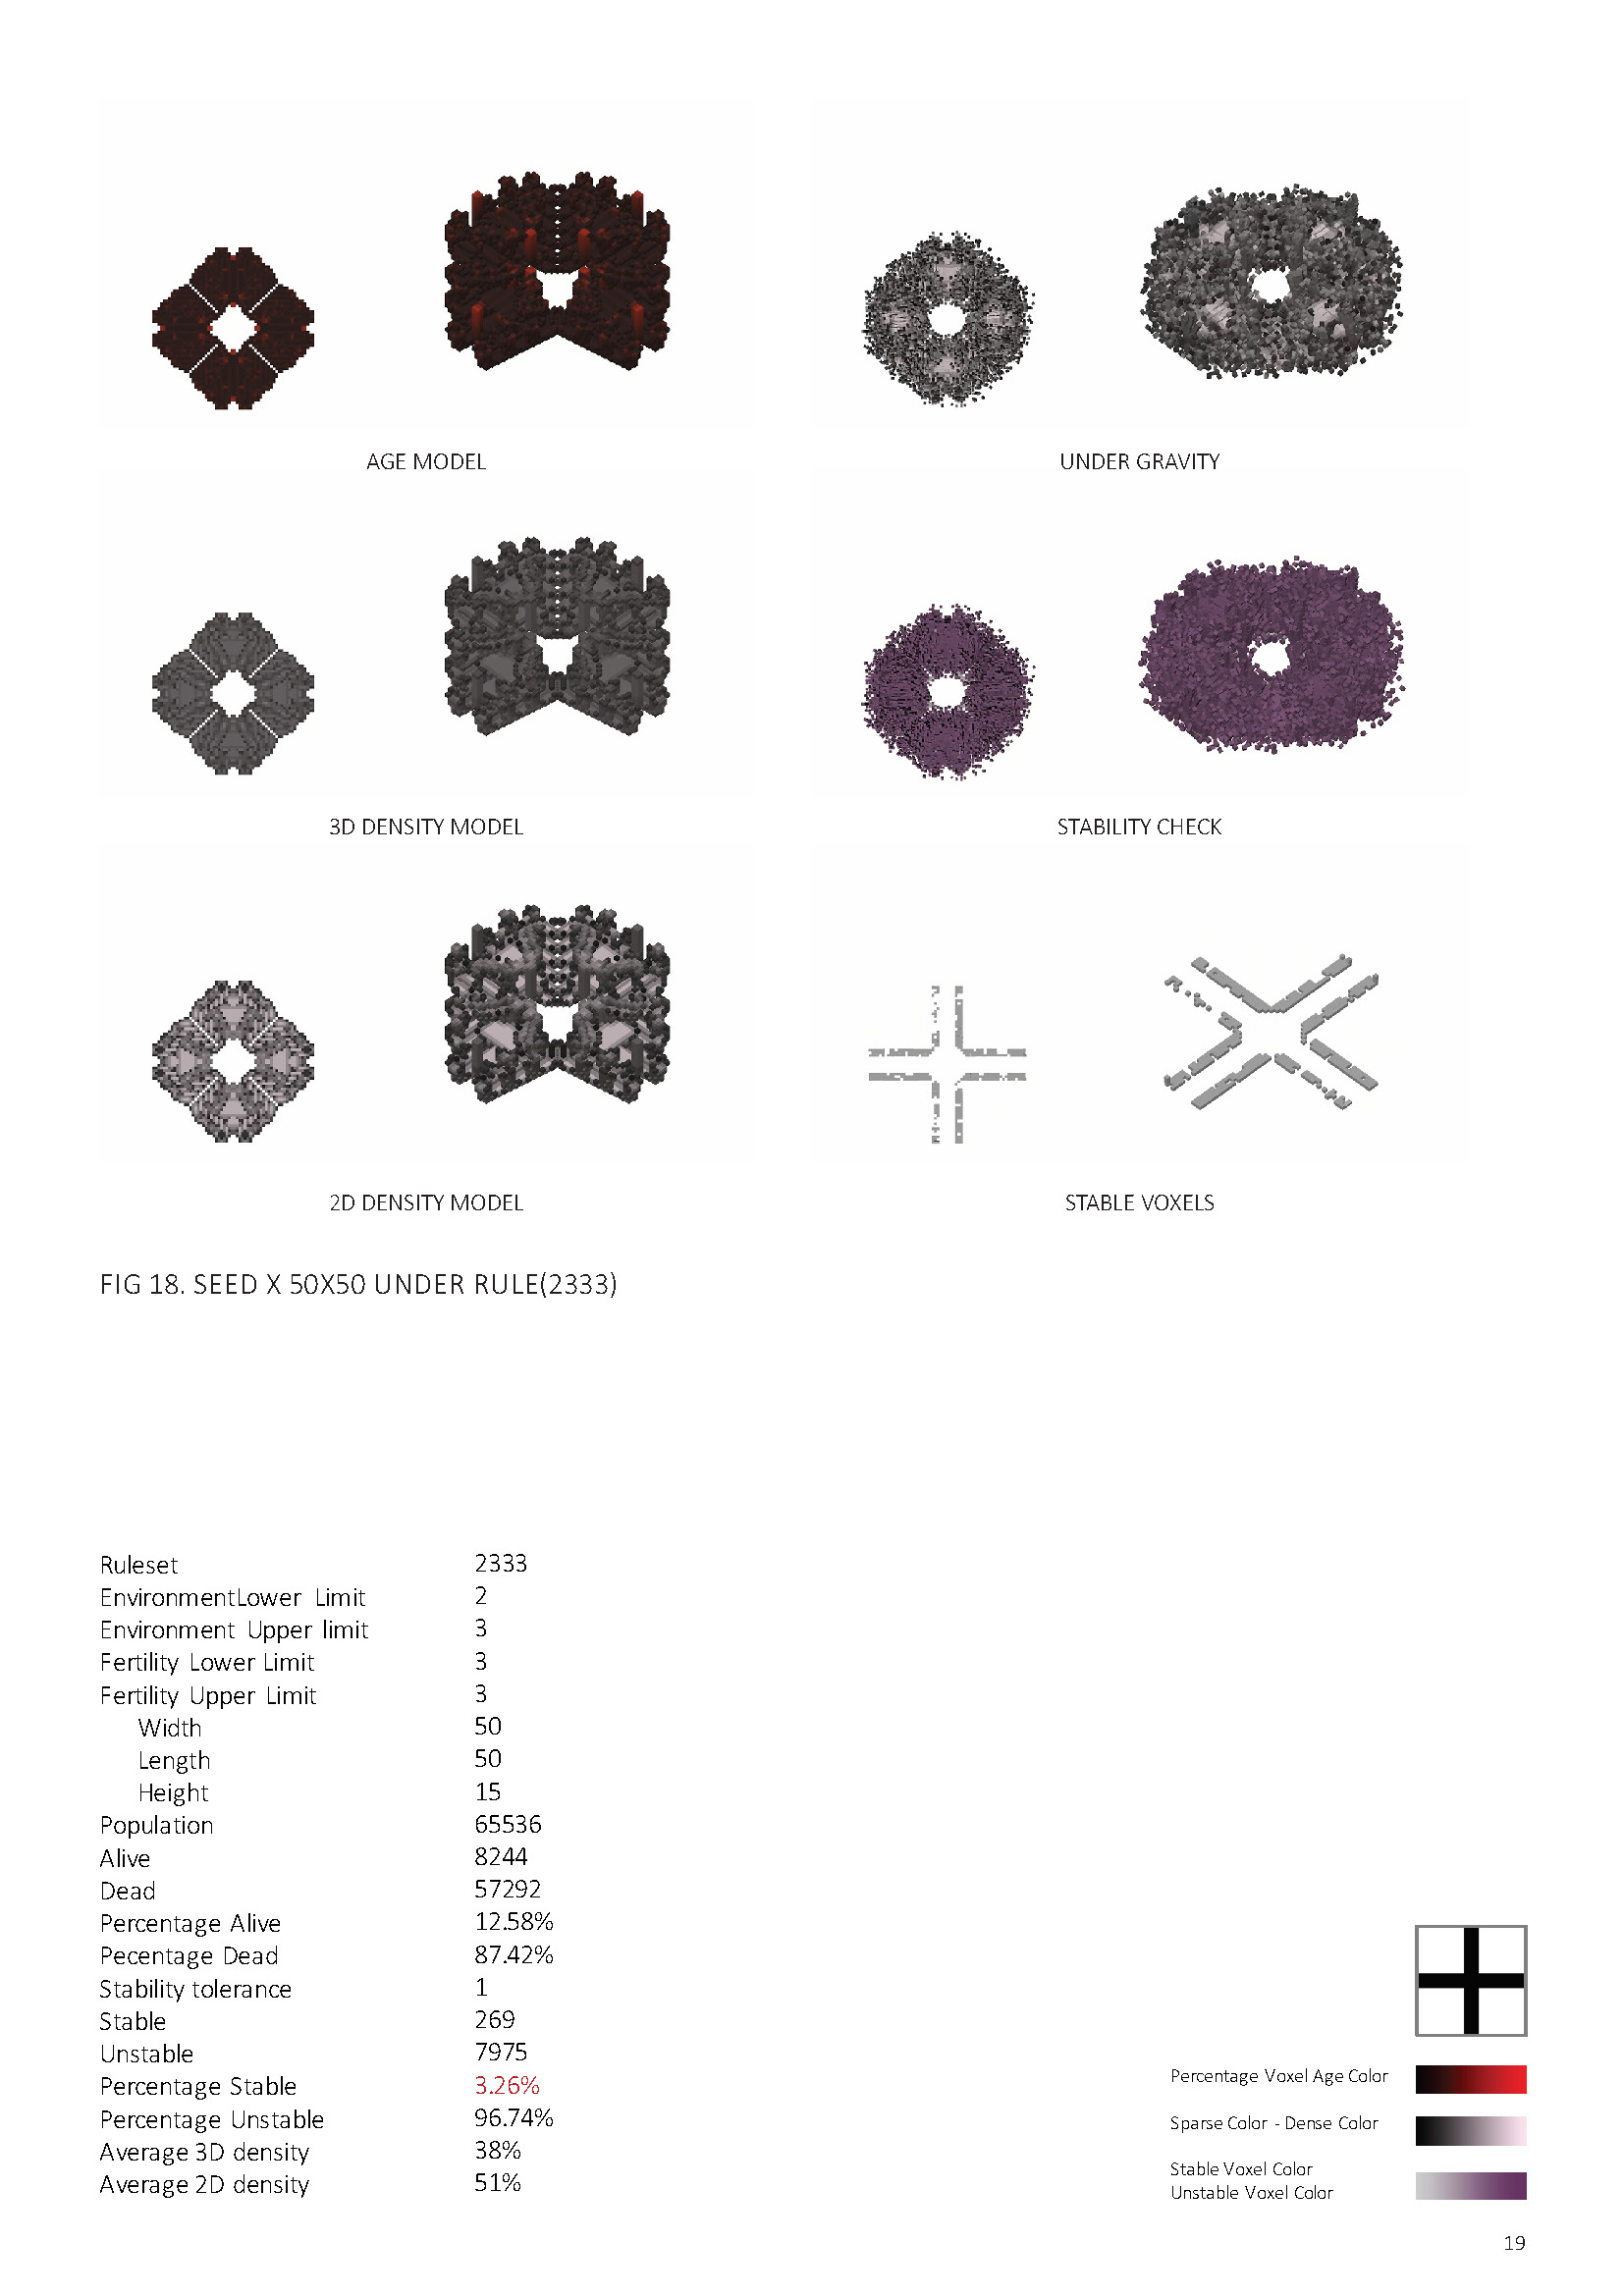 AGE MODEL
UNDER GRAVITY
3D DENSITY MODEL
STABILITY CHECK
2D DENSITY MODEL
STABLE VOXELS
FIG 18. SEED X 50X50 UNDER RULE(2333)
Ruleset 2333
EnvironmentLower Limit 2
Environment Upper limit 3
Fertility Lower Limit 3
Fertility Upper Limit 3
Width 50
Length 50
Height 15
Population 65536
Alive 8244
Dead 57292
Percentage Alive 12.58%
Pecentage Dead 87.42%
Stability tolerance 1
Stable 269
Unstable 7975
Percentage Stable 3.26%
Percentage Unstable 96.74%
Average 3D density 38%
Average 2D density 51%
Percentage Voxel Age Color
Sparse Color - Dense Color
Stable Voxel Color
Unstable Voxel Color
19